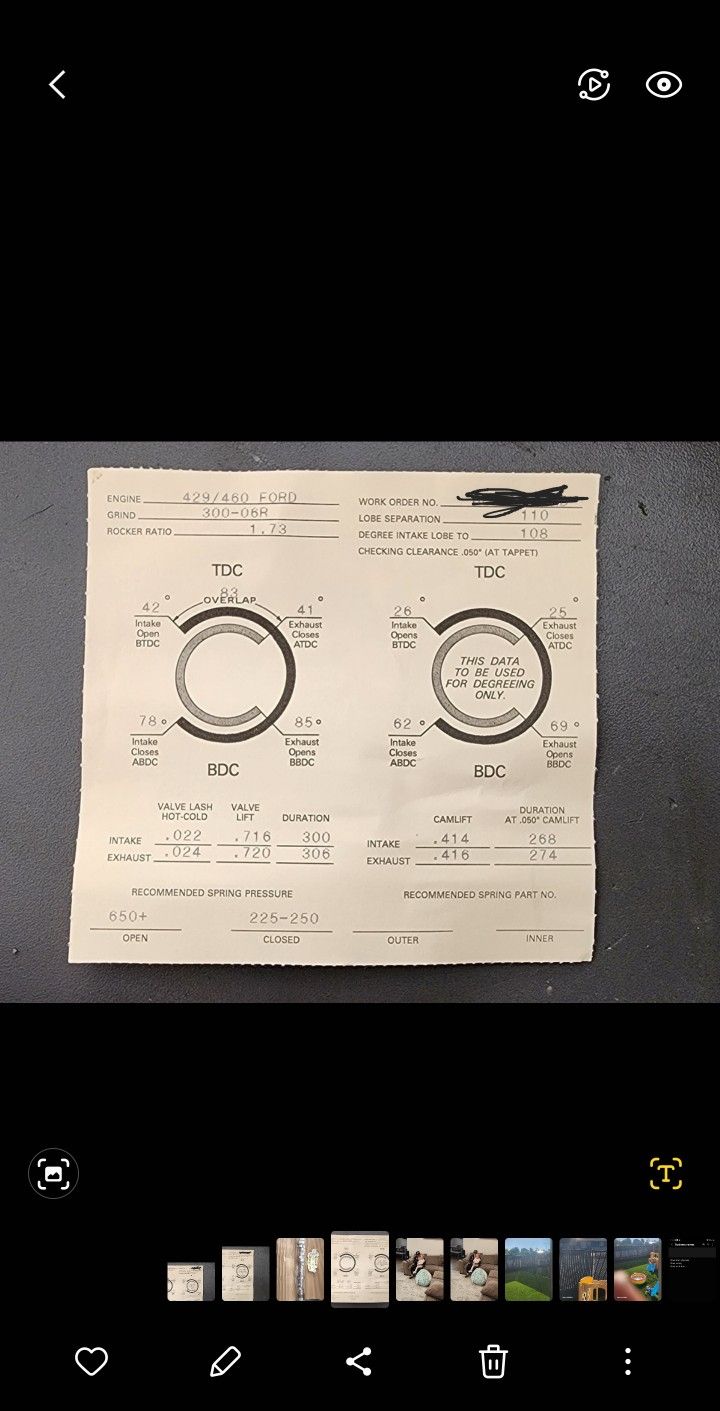 ENGINE 429/460 FORD
GRIND 300-06R
ROCKER RATIO 1.73
WORK ORDER NO.
LOBE SEPARATION 110
DEGREE INTAKE LOBE TO 108
CHECKING CLEARANCE .050" (AT TAPPET)
TDC
83
OVERLAP
42°
Intake
Open
BTDC
41°
Exhaust
Closes
ATDC
78°
Intake
Closes
ABDC
85°
Exhaust
Opens
BBDC
BDC
TDC
26°
Intake
Opens
BTDC
25°
Exhaust
Closes
ATDC
THIS DATA
TO BE USED
FOR DEGREEING
ONLY.
62°
Intake
Closes
ABDC
69°
Exhaust
Opens
BBDC
BDC
VALVE LASH
HOT-COLD
VALVE
LIFT
DURATION
INTAKE .022 .716 300
EXHAUST .024 .720 306
CAMLIFT
DURATION
AT .050" CAMLIFT
INTAKE .414 268
EXHAUST .416 274
RECOMMENDED SPRING PRESSURE
650+ 225-250
OPEN CLOSED
RECOMMENDED SPRING PART NO.
OUTER INNER
T